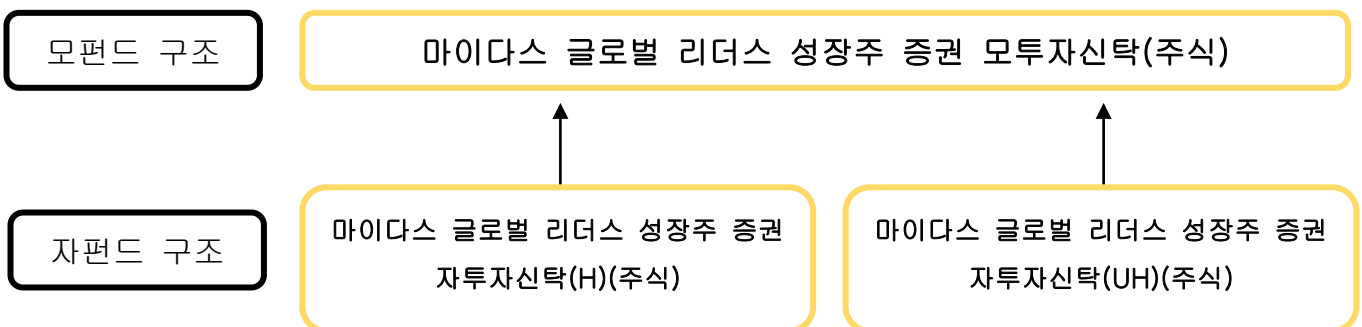 모펀드 구조
마이다스 글로벌 리더스 성장주 증권 모투자신탁(주식)
자펀드 구조
마이다스 글로벌 리더스 성장주 증권
자투자신탁(H)(주식)
마이다스 글로벌 리더스 성장주 증권
자투자신탁(UH)(주식)